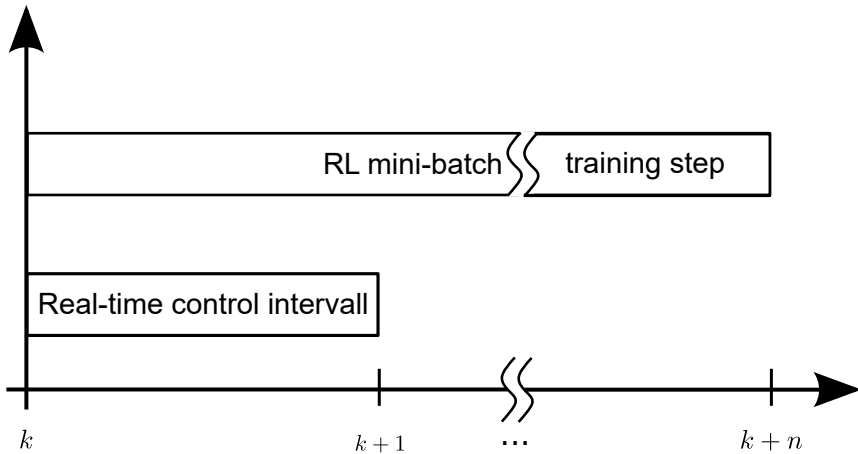 RL mini-batch training step
Real-time control intervall
k k + 1 ... k + n